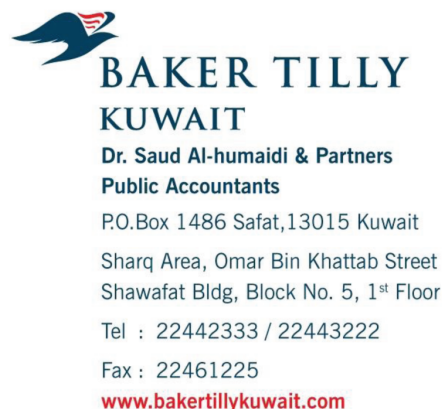 BAKER TILLY
KUWAIT
Dr. Saud Al-humaidi & Partners
Public Accountants
P.O.Box 1486 Safat,13015 Kuwait
Sharq Area, Omar Bin Khattab Street
Shawafat Bldg, Block No. 5, 1st Floor
Tel : 22442333 / 22443222
Fax : 22461225
www.bakertillykuwait.com